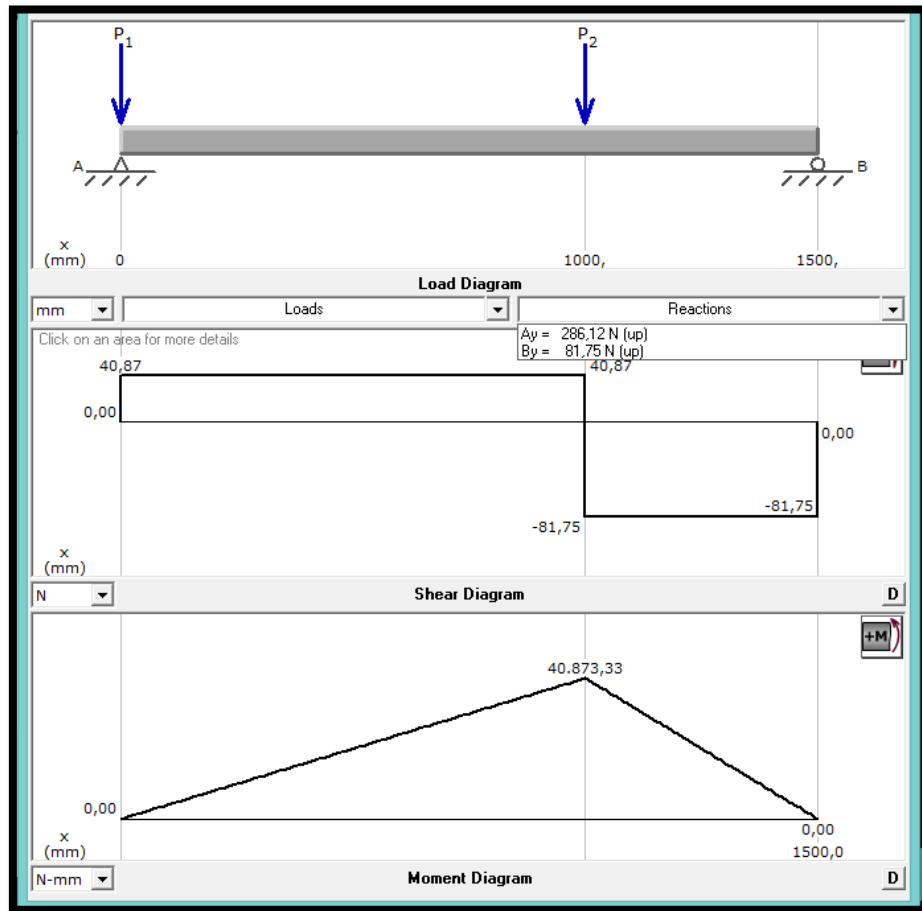 P1 P2
A B
x
(mm) 0 1000, 1500,
Load Diagram
mm Loads Reactions
Click on an area for more details
Ay = 286,12 N (up)
By = 81,75 N (up)
40,87 40,87
0,00
0,00
-81,75
-81,75
x
(mm)
N Shear Diagram D
+M
40.873,33
0,00
0,00
x
(mm) 1500,0
N-mm Moment Diagram D